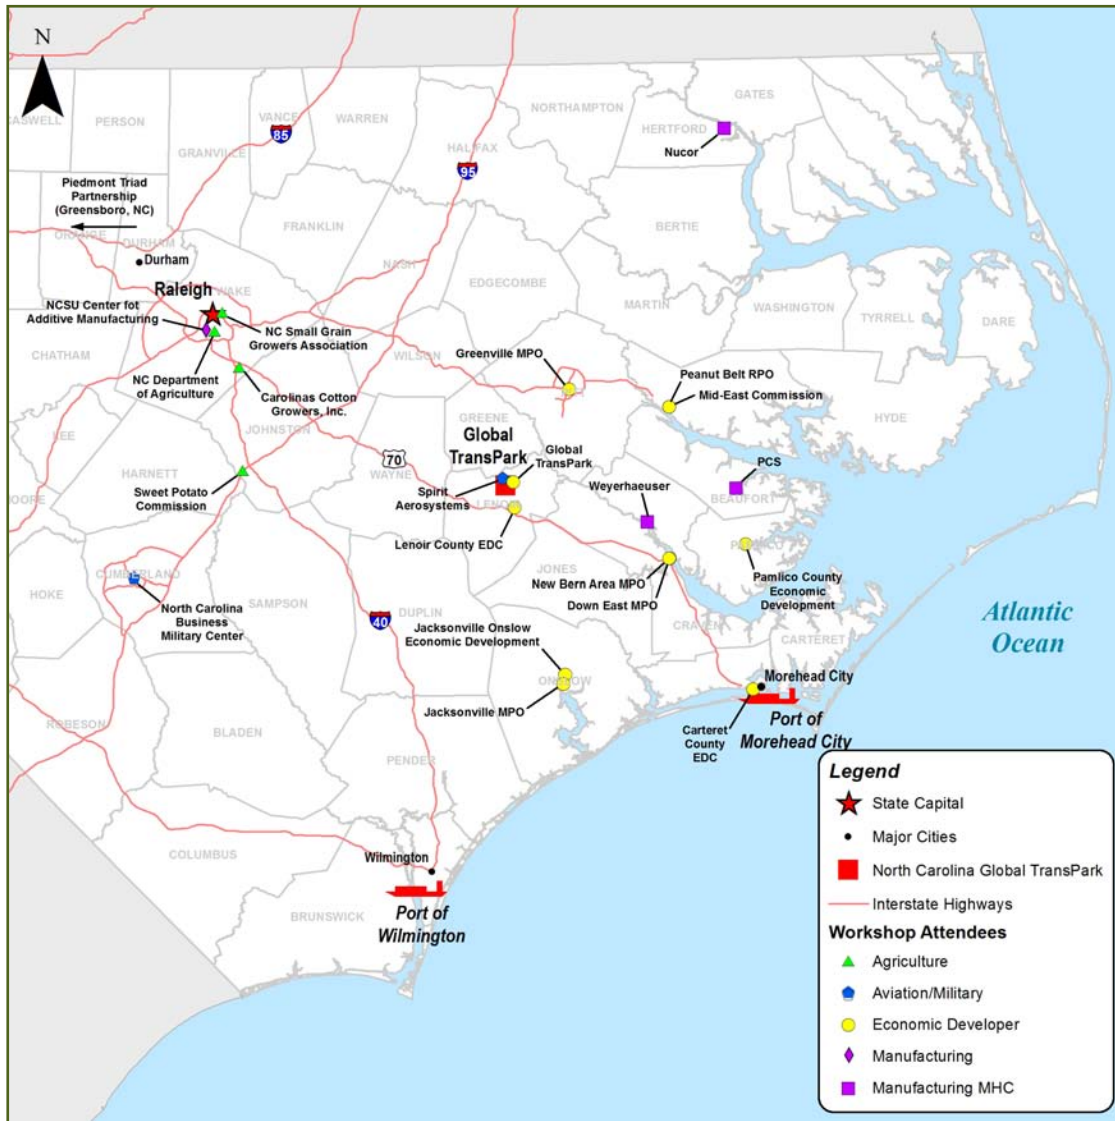 N
CASWELL
PERSON
VANCE
WARREN
NORTHAMPTON
GATES
HERTFORD
Nucor
GRANVILLE
85
HALIFAX
95
Piedmont Triad
Partnership
(Greensboro, NC)
ORANGE
DURHAM
Durham
FRANKLIN
NASH
BERTIE
EDGECOMBE
MARTIN
WASHINGTON
TYRRELL
DARE
Raleigh
WAKE
NCSU Center fot
Additive Manufacturing
NC Small Grain
Growers Association
CHATHAM
WILSON
Greenville MPO
Peanut Belt RPO
Mid-East Commission
HYDE
NC Department
of Agriculture
Carolinas Cotton
Growers, Inc.
JOHNSTON
GREENE
Global
TransPark
Global
TransPark
LEE
HARNETT
70
WAYNE
PCS
BEAUFORT
Weyerhaeuser
MOORE
Sweet Potato
Commission
Spirit
Aerosystems
LENOIR
Lenoir County EDC
PAMLICO
JONES
New Bern Area MPO
Down East MPO
Pamlico County
Economic
Development
HOKE
CUMBERLAND
SAMPSON
North Carolina
Business
Military Center
DUPLIN
40
Jacksonville Onslow
Economic Development
CRAVEN
CARTERET
Atlantic
Ocean
ONSLOW
Morehead City
Jacksonville MPO
Port of
Morehead City
Carteret
County
EDC
ROBESON
BLADEN
PENDER
COLUMBUS
Wilmington
BRUNSWICK
Port of
Wilmington
Legend
State Capital
Major Cities
North Carolina Global TransPark
Interstate Highways
Workshop Attendees
Agriculture
Aviation/Military
Economic Developer
Manufacturing
Manufacturing MHC